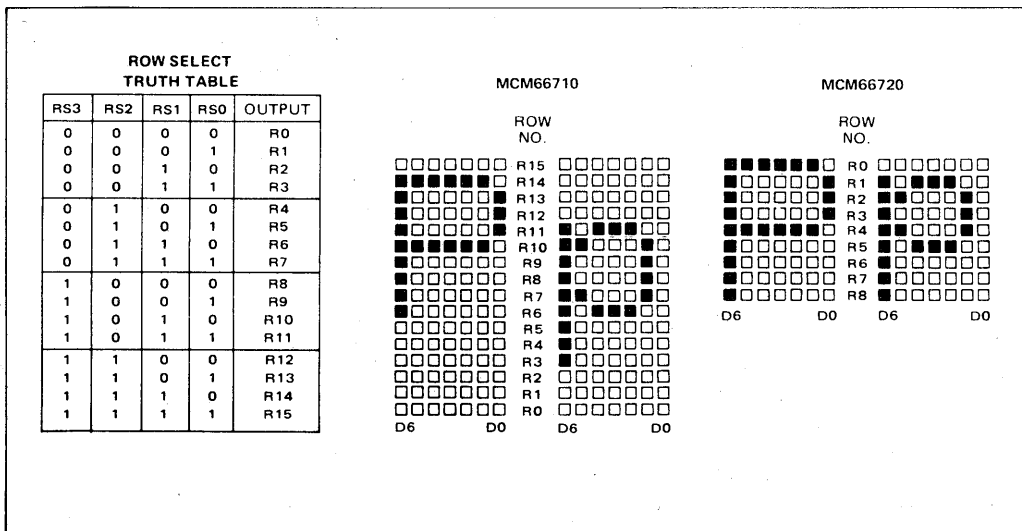 ROW SELECT
TRUTH TABLE
RS3 RS2 RS1 RS0 OUTPUT
0 0 0 0 R0
0 0 0 1 R1
0 0 1 0 R2
0 0 1 1 R3
0 1 0 0 R4
0 1 0 1 R5
0 1 1 0 R6
0 1 1 1 R7
1 0 0 0 R8
1 0 0 1 R9
1 0 1 0 R10
1 0 1 1 R11
1 1 0 0 R12
1 1 0 1 R13
1 1 1 0 R14
1 1 1 1 R15
MCM66710
ROW
NO.
R15
R14
R13
R12
R11
R10
R9
R8
R7
R6
R5
R4
R3
R2
R1
R0
D6 D0 D6 D0
MCM66720
ROW
NO.
R0
R1
R2
R3
R4
R5
R6
R7
R8
D6 D0 D6 D0